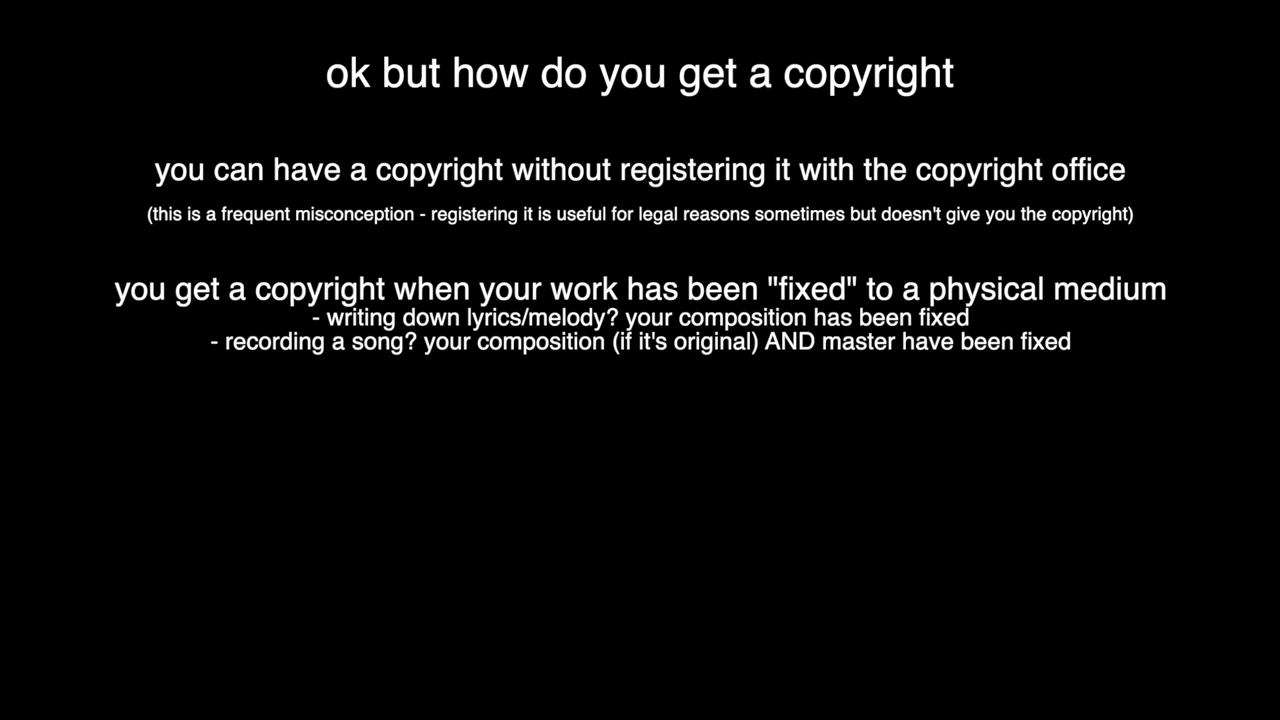 ok but how do you get a copyright
you can have a copyright without registering it with the copyright office
(this is a frequent misconception - registering it is useful for legal reasons sometimes but doesn't give you the copyright)
you get a copyright when your work has been "fixed" to a physical medium
- writing down lyrics/melody? your composition has been fixed
- recording a song? your composition (if it's original) AND master have been fixed